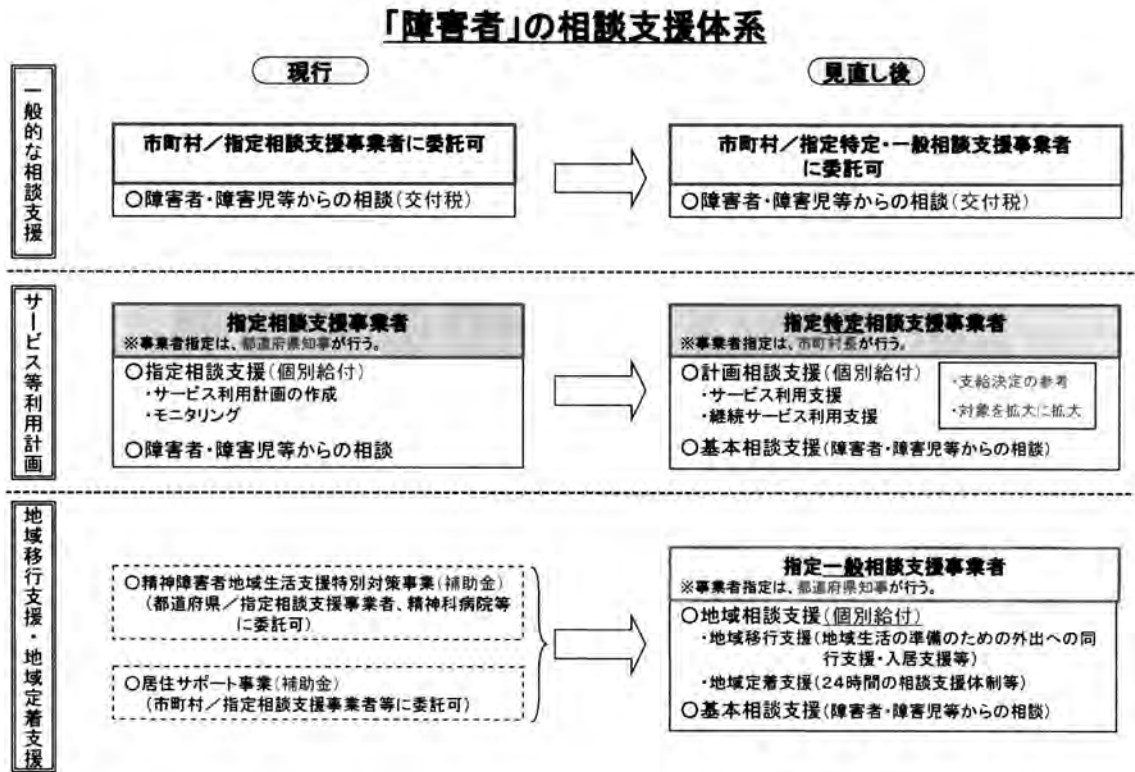 「障害者」の相談支援体系
現行
見直し後
一般的な相談支援
市町村／指定相談支援事業者に委託可
○障害者・障害児等からの相談(交付税)
市町村／指定特定・一般相談支援事業者
に委託可
○障害者・障害児等からの相談(交付税)
サービス等利用計画
指定相談支援事業者
※事業者指定は、都道府県知事が行う。
○指定相談支援(個別給付)
・サービス利用計画の作成
・モニタリング
○障害者・障害児等からの相談
指定特定相談支援事業者
※事業者指定は、市町村長が行う。
○計画相談支援(個別給付)
・サービス利用支援
・継続サービス利用支援
・支給決定の参考
・対象を拡大に拡大
○基本相談支援(障害者・障害児等からの相談)
地域移行支援・地域定着支援
○精神障害者地域生活支援特別対策事業(補助金)
(都道府県／指定相談支援事業者、精神科病院等
に委託可)
○居住サポート事業(補助金)
(市町村／指定相談支援事業者等に委託可)
指定一般相談支援事業者
※事業者指定は、都道府県知事が行う。
○地域相談支援(個別給付)
・地域移行支援(地域生活の準備のための外出への同
行支援・入居支援等)
・地域定着支援(24時間の相談支援体制等)
○基本相談支援(障害者・障害児等からの相談)